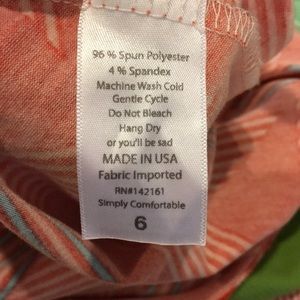 96 % Spun Polyester
4 % Spandex
Machine Wash Cold
Gentle Cycle
Do Not Bleach
Hang Dry
or you'll be sad
MADE IN USA
Fabric Imported
RN#142161
Simply Comfortable
6